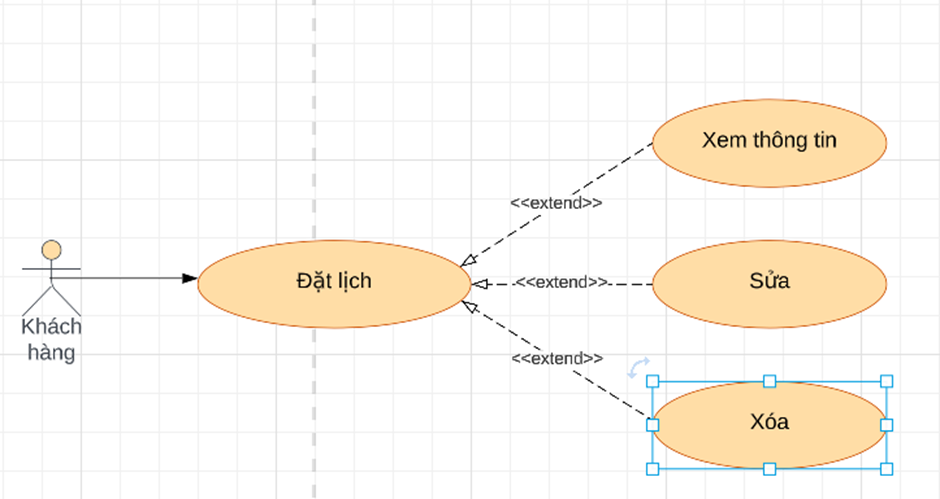 Xem thông tin
<<extend>>
Đặt lịch
<<extend>>
Sửa
Khách
hàng
<<extend>>
Xóa